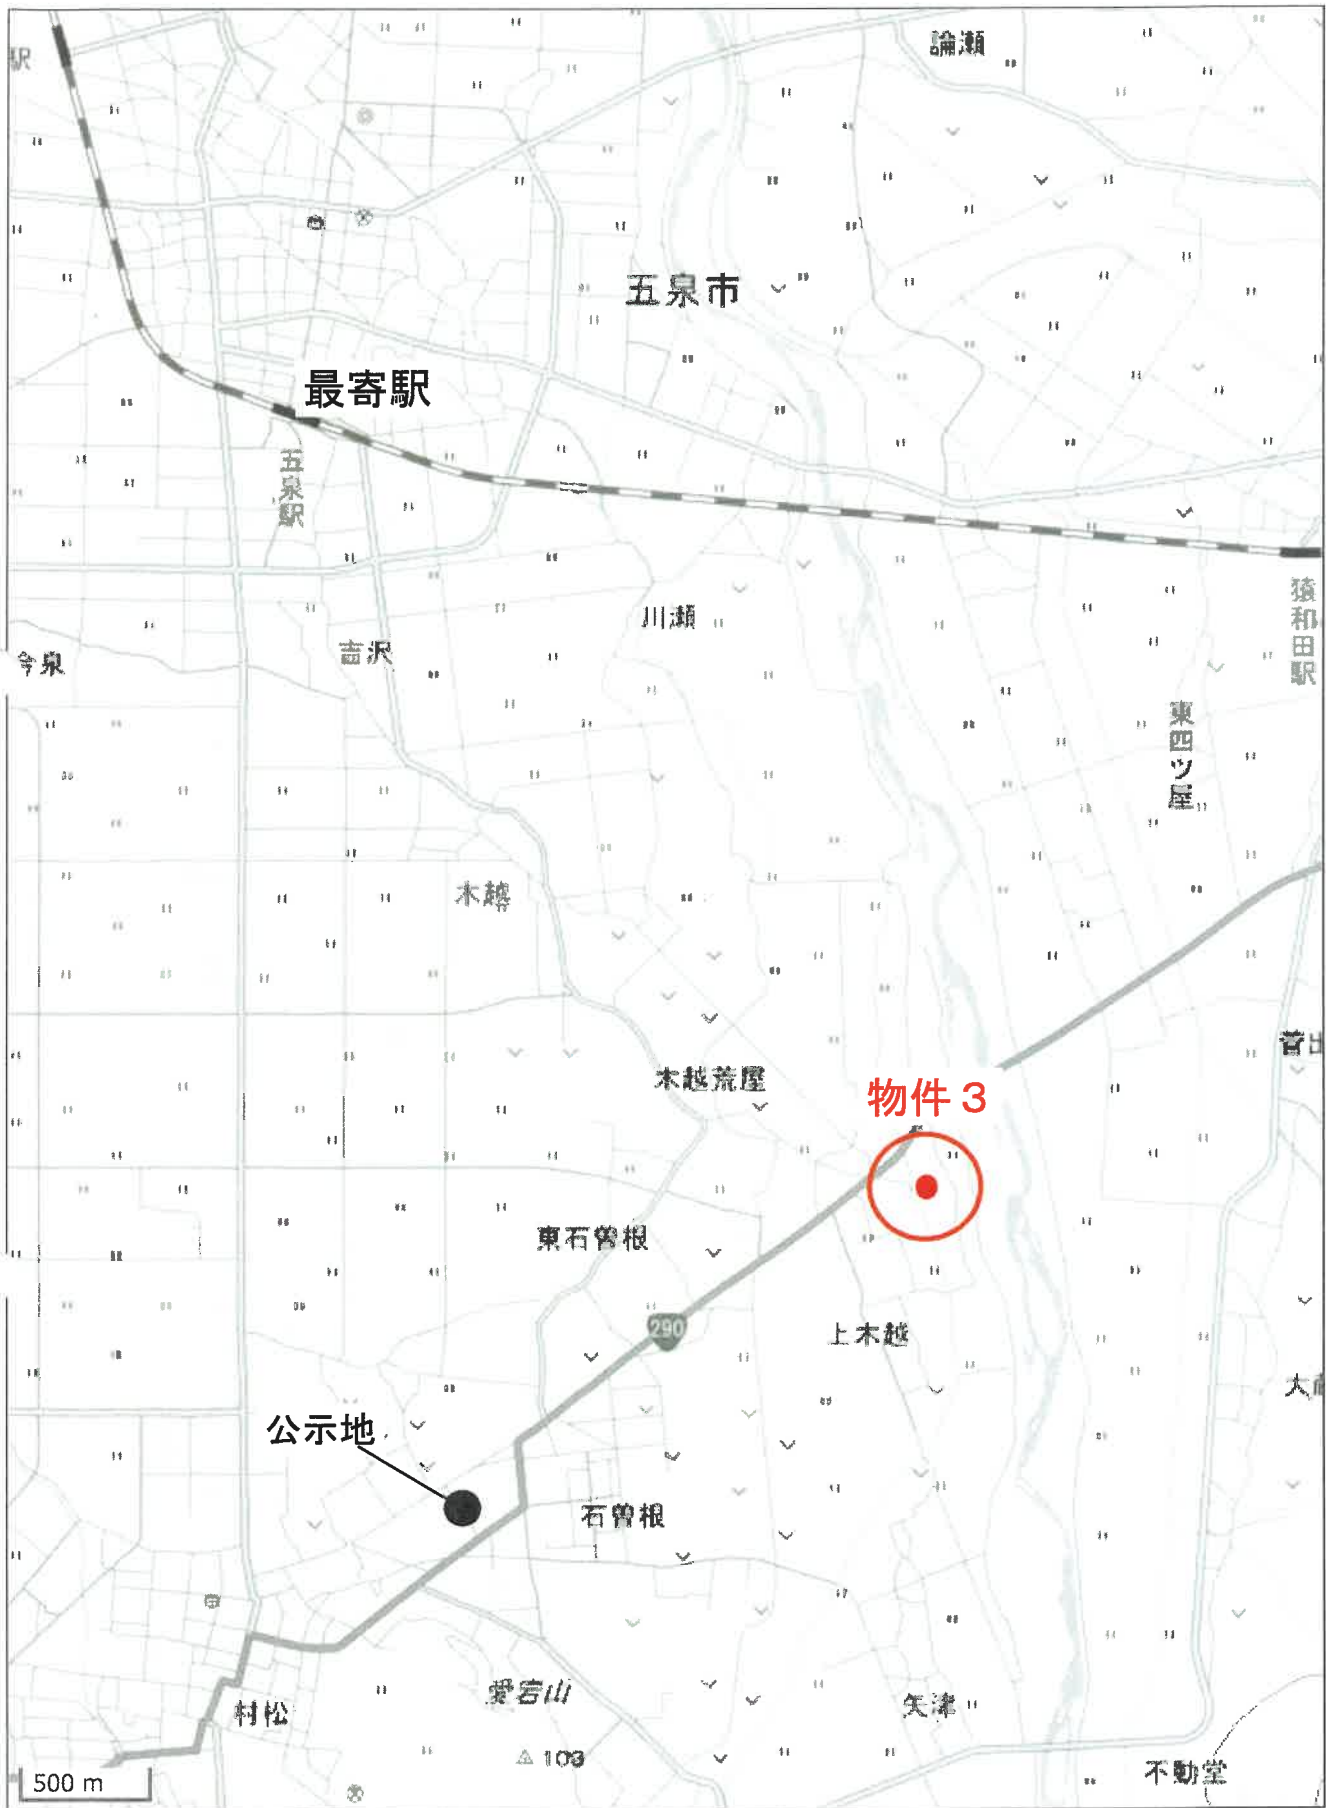 駅
論瀬
五泉市
最寄駅
五泉駅
猿和田駅
川瀬
吉沢
今泉
東四ツ屋
木越
木越荒屋
物件3
東石曽根
290
上木越
公示地
石曽根
愛宕山
村松
矢津
103
不動堂
500 m